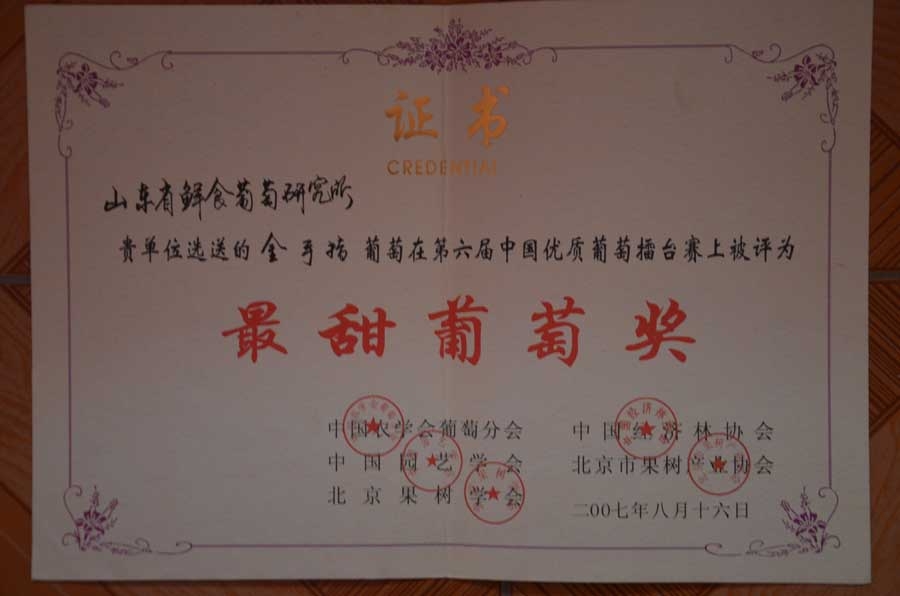 证书
CREDENTIAL
山东省鲜食葡萄研究所
贵单位选送的金手指葡萄在第六届中国优质葡萄擂台赛上被评为
最甜葡萄奖
中国农学会葡萄分会
中国经济林协会
中国园艺学会
北京市果树产业协会
北京果树学会
二00七年八月十六日